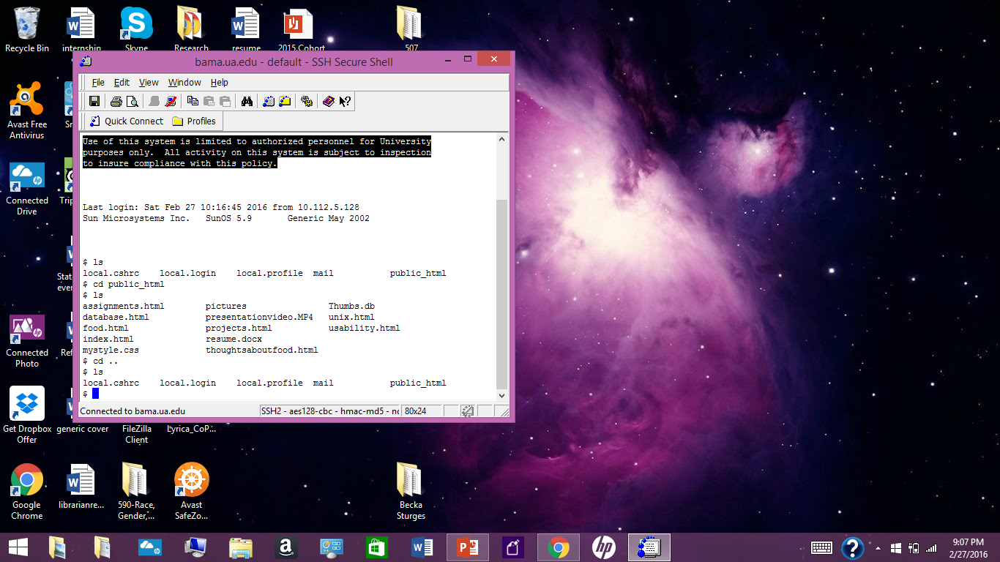 Recycle Bin
internship
Skype
Research
resume
2015.Cohort
507
bama.ua.edu - default - SSH Secure Shell
File Edit View Window Help
Quick Connect Profiles
Use of this system is limited to authorized personnel for University
purposes only. All activity on this system is subject to inspection
to insure compliance with this policy.
Last login: Sat Feb 27 10:16:45 2016 from 10.112.5.128
Sun Microsystems Inc. SunOS 5.9 Generic May 2002
$ ls
local.cshrc local.login local.profile mail public_html
$ cd public_html
$ ls
assignments.html pictures Thumbs.db
database.html presentationvideo.MP4 unix.html
food.html projects.html usability.html
index.html resume.docx
mystyle.css thoughtsaboutfood.html
$ cd ..
$ ls
local.cshrc local.login local.profile mail public_html
$
Connected to bama.ua.edu SSH2 - aes128-cbc - hmac-md5 - 80x24
Avast Free
Antivirus
Connected
Drive
Connected
Photo
Get Dropbox
Offer
generic cover
FileZilla
Client
Lyrica_CoP...
Google
Chrome
librarianre...
590-Race,
Gender,...
Avast
SafeZo...
Becka
Sturges
9:07 PM
2/27/2016